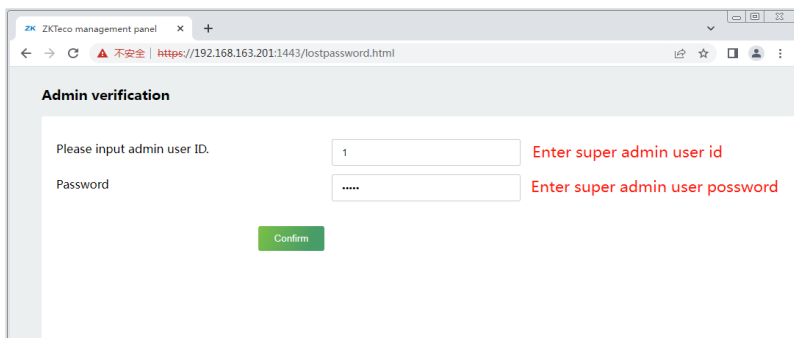 ZK ZKTeco management panel
不安全 | https://192.168.163.201:1443/lostpassword.html
Admin verification
Please input admin user ID.
1
Enter super admin user id
Password
•••••
Enter super admin user possword
Confirm